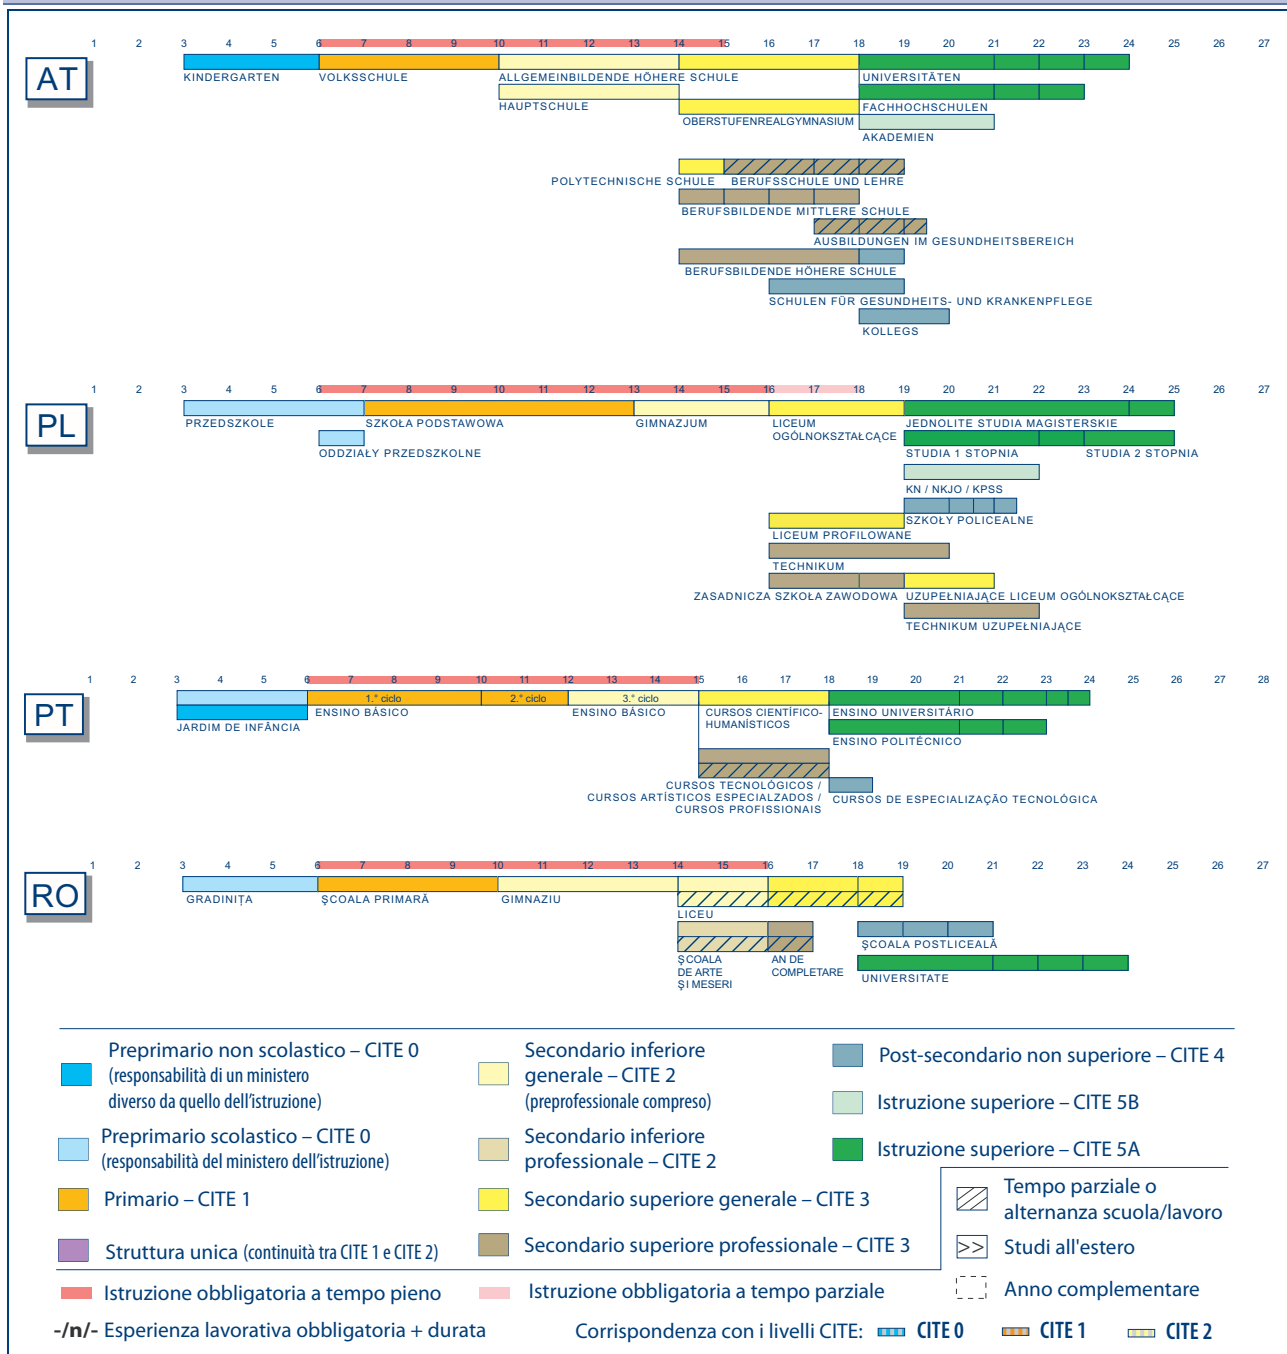 1 2 3 4 5 6 7 8 9 10 11 12 13 14 15 16 17 18 19 20 21 22 23 24 25 26 27
AT
KINDERGARTEN VOLKSSCHULE ALLGEMEINBILDENDE HÖHERE SCHULE UNIVERSITÄTEN
HAUPTSCHULE FACHHOCHSCHULEN
OBERSTUFENREALGYMNASIUM
AKADEMIEN
POLYTECHNISCHE SCHULE BERUFSSCHULE UND LEHRE
BERUFSBILDENDE MITTLERE SCHULE
AUSBILDUNGEN IM GESUNDHEITSBEREICH
BERUFSBILDENDE HÖHERE SCHULE
SCHULEN FÜR GESUNDHEITS- UND KRANKENPFLEGE
KOLLEGS
1 2 3 4 5 6 7 8 9 10 11 12 13 14 15 16 17 18 19 20 21 22 23 24 25 26 27
PL
PRZEDSZKOLE SZKOŁA PODSTAWOWA GIMNAZJUM LICEUM JEDNOLITE STUDIA MAGISTERSKIE
OGÓLNOKSZTAŁCĄCE
ODDZIAŁY PRZEDSZKOLNE STUDIA 1 STOPNIA STUDIA 2 STOPNIA
KN / NKJO / KPSS
SZKOŁY POLICEALNE
LICEUM PROFILOWANE
TECHNIKUM
ZASADNICZA SZKOŁA ZAWODOWA UZUPEŁNIAJĄCE LICEUM OGÓLNOKSZTAŁCĄCE
TECHNIKUM UZUPEŁNIAJĄCE
1 2 3 4 5 6 7 8 9 10 11 12 13 14 15 16 17 18 19 20 21 22 23 24 25 26 27
PT
1.° ciclo 2.° ciclo 3.° ciclo
ENSINO BÁSICO ENSINO BÁSICO CURSOS CIENTÍFICO- ENSINO UNIVERSITÁRIO
HUMANÍSTICOS
JARDIM DE INFÂNCIA
ENSINO POLITÉCNICO
CURSOS TECNOLÓGICOS /
CURSOS ARTÍSTICOS ESPECIALZADOS / CURSOS DE ESPECIALIZAÇÃO TECNOLÓGICA
CURSOS PROFISSIONAIS
1 2 3 4 5 6 7 8 9 10 11 12 13 14 15 16 17 18 19 20 21 22 23 24 25 26 27
RO
GRADINIŢA ŞCOALA PRIMARĂ GIMNAZIU
LICEU
ŞCOALA POSTLICEALĂ
ŞCOALA AN DE
DE ARTE COMPLETARE
ŞI MESERI UNIVERSITATE
Preprimario non scolastico – CITE 0
(responsabilità di un ministero
diverso da quello dell'istruzione)
Preprimario scolastico – CITE 0
(responsabilità del ministero dell'istruzione)
Primario – CITE 1
Struttura unica (continuità tra CITE 1 e CITE 2)
Secondario inferiore
generale – CITE 2
(preprofessionale compreso)
Secondario inferiore
professionale – CITE 2
Secondario superiore generale – CITE 3
Secondario superiore professionale – CITE 3
Post-secondario non superiore – CITE 4
Istruzione superiore – CITE 5B
Istruzione superiore – CITE 5A
Tempo parziale o
alternanza scuola/lavoro
>> Studi all'estero
Istruzione obbligatoria a tempo pieno Istruzione obbligatoria a tempo parziale Anno complementare
-/n/- Esperienza lavorativa obbligatoria + durata Corrispondenza con i livelli CITE: CITE 0 CITE 1 CITE 2